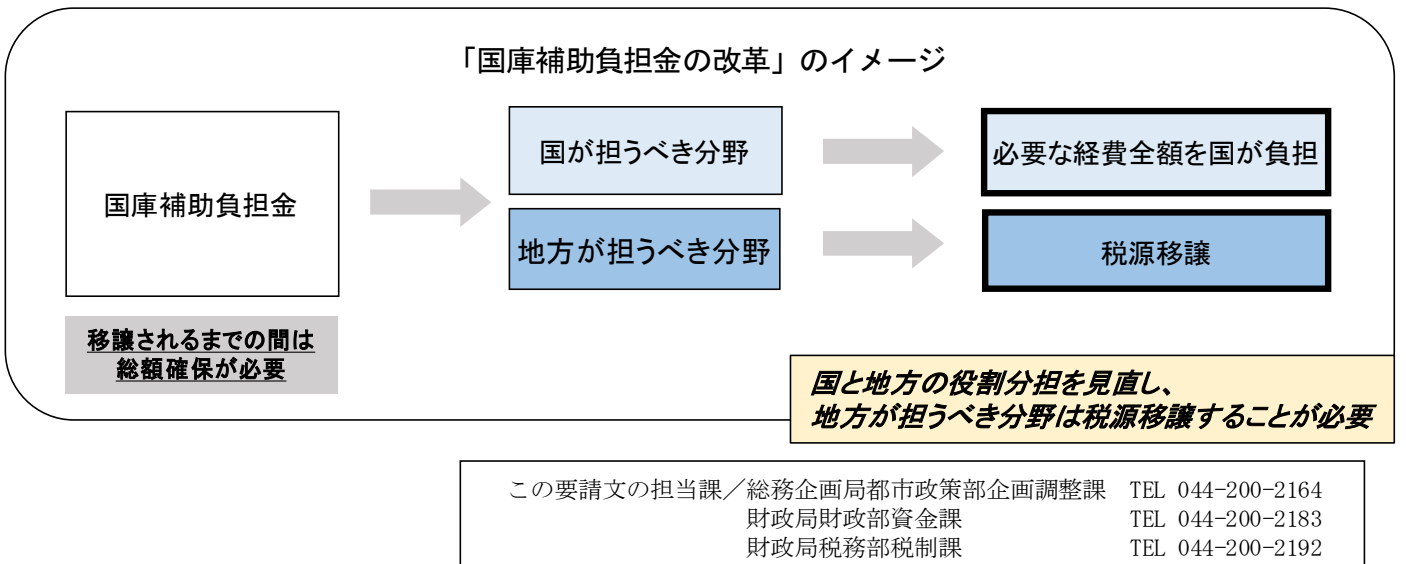 「国庫補助負担金の改革」のイメージ
国庫補助負担金
国が担うべき分野
必要な経費全額を国が負担
地方が担うべき分野
税源移譲
移譲されるまでの間は
総額確保が必要
国と地方の役割分担を見直し、
地方が担うべき分野は税源移譲することが必要
この要請文の担当課／総務企画局都市政策部企画調整課 TEL 044-200-2164
財政局財政部資金課 TEL 044-200-2183
財政局税務部税制課 TEL 044-200-2192